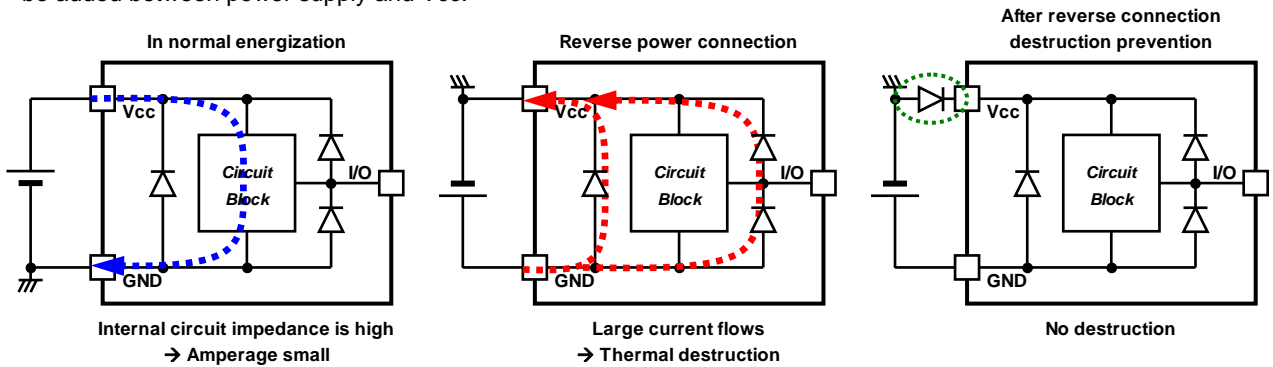 be added between power supply and Vcc.
In normal energization
Vcc
Circuit
Block
I/O
GND
Internal circuit impedance is high
→ Amperage small
Reverse power connection
Vcc
Circuit
Block
I/O
GND
Large current flows
→ Thermal destruction
After reverse connection
destruction prevention
Vcc
Circuit
Block
I/O
GND
No destruction